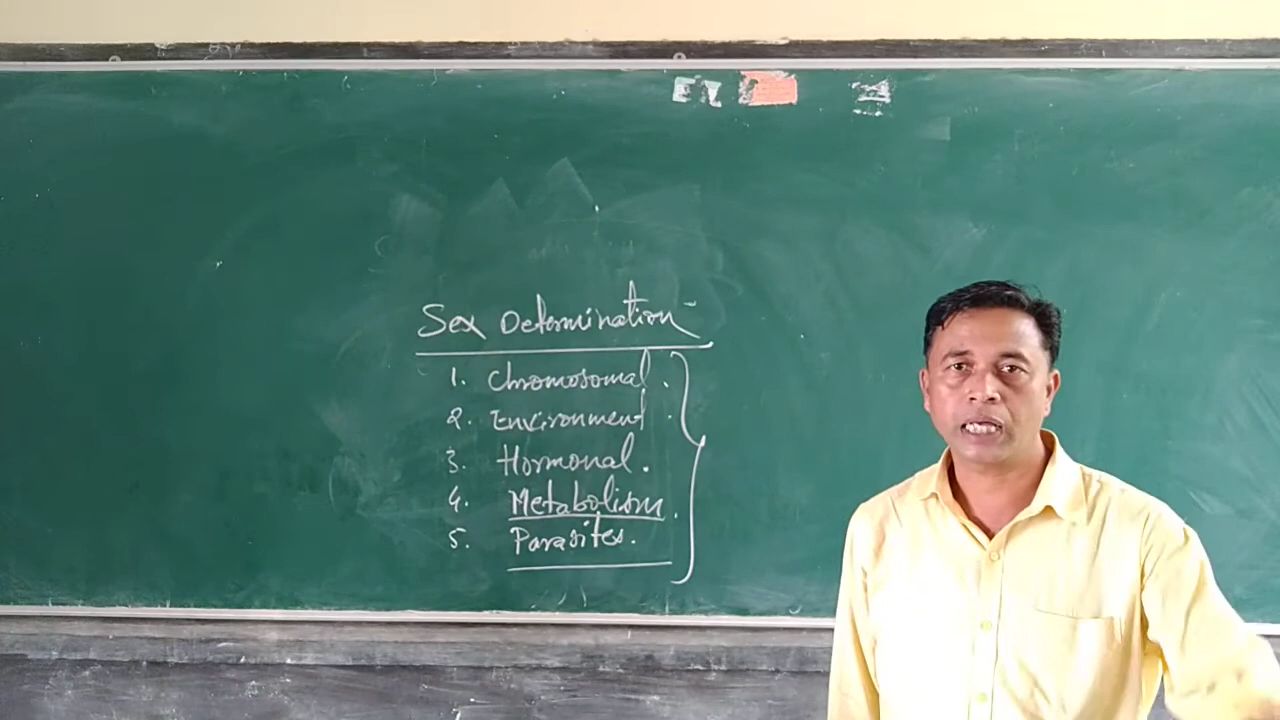 Sex Determination -
1. Chromosomal.
2. Environment.
3. Hormonal.
4. Metabolism.
5. Parasites.